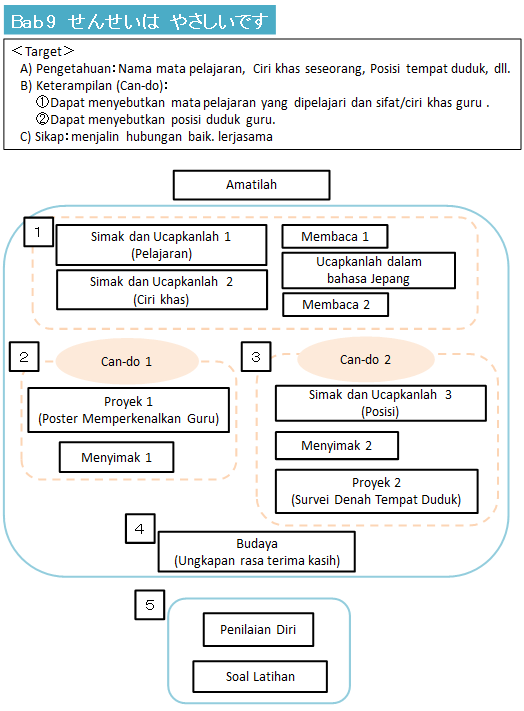 Bab 9 せんせいは やさしいです
＜Target＞
A) Pengetahuan：Nama mata pelajaran, Ciri khas seseorang, Posisi tempat duduk, dll.
B) Keterampilan (Can-do)：
①Dapat menyebutkan mata pelajaran yang dipelajari dan sifat/ciri khas guru .
②Dapat menyebutkan posisi duduk guru.
C) Sikap：menjalin hubungan baik. lerjasama
Amatilah
1
Simak dan Ucapkanlah 1
(Pelajaran)
Simak dan Ucapkanlah 2
(Ciri khas)
Membaca 1
Ucapkanlah dalam
bahasa Jepang
Membaca 2
2
Can-do 1
Proyek 1
(Poster Memperkenalkan Guru)
Menyimak 1
3
Can-do 2
Simak dan Ucapkanlah 3
(Posisi)
Menyimak 2
Proyek 2
(Survei Denah Tempat Duduk)
4
Budaya
(Ungkapan rasa terima kasih)
5
Penilaian Diri
Soal Latihan